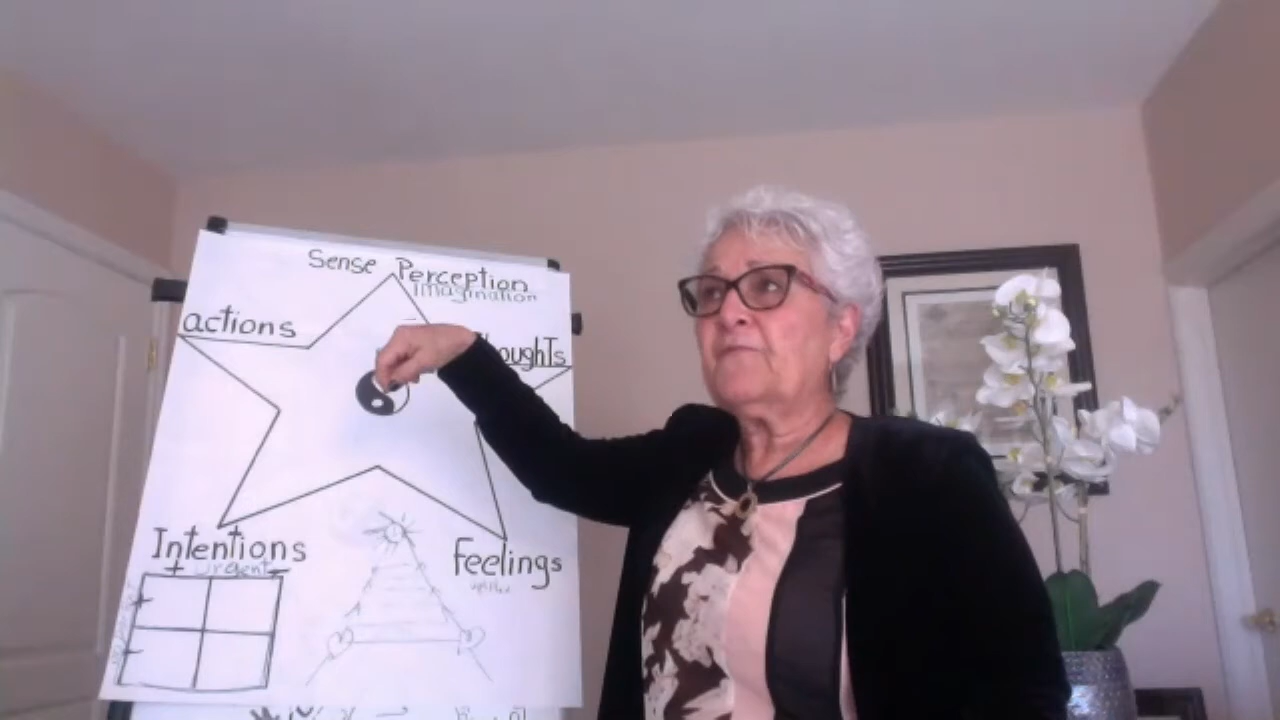 Sense Perception
Imagination
actions
Thoughts
Intentions
+ urgent -
Feelings